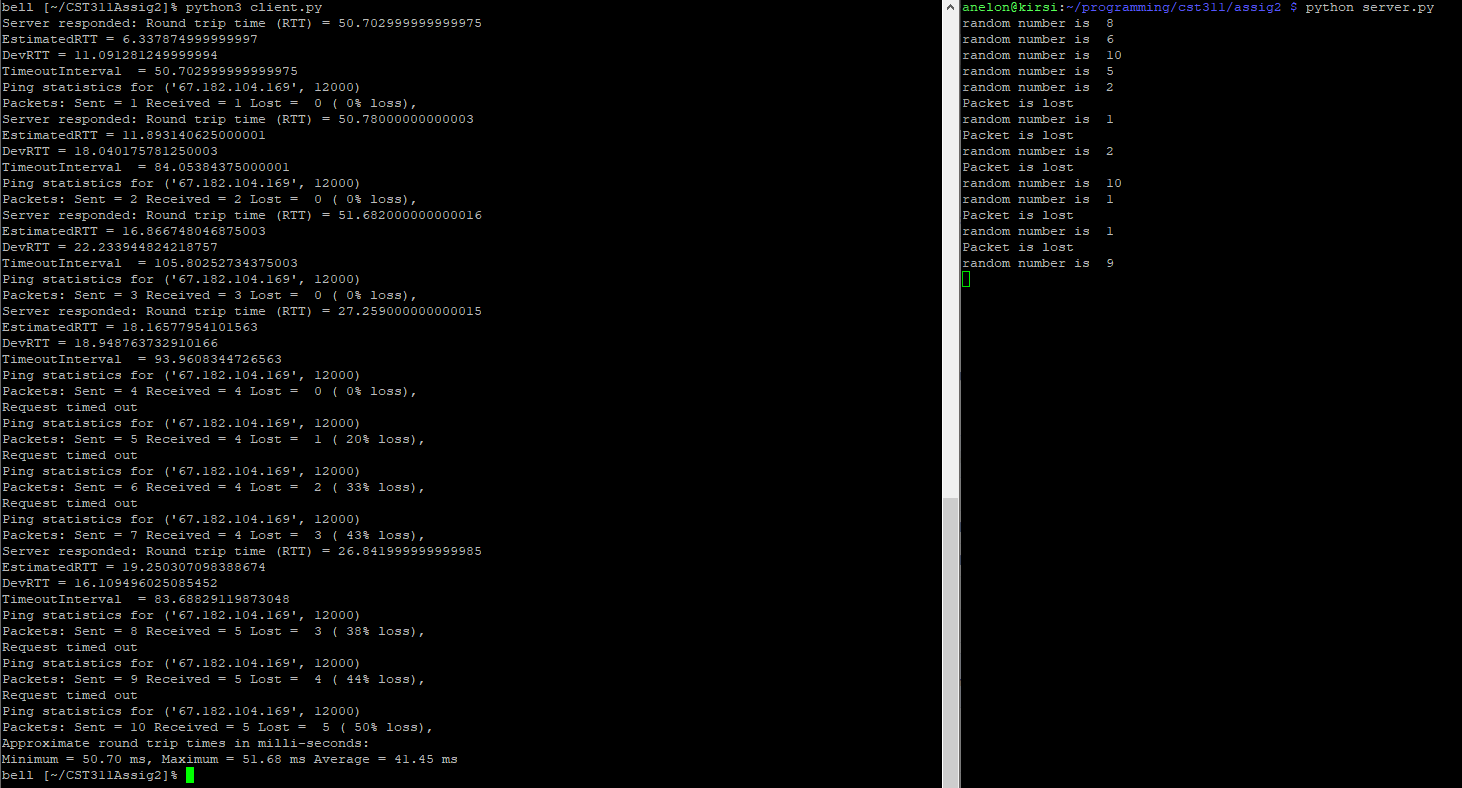 bell [~/CST311Assig2]% python3 client.py
Server responded: Round trip time (RTT) = 50.702999999999975
EstimatedRTT = 6.337874999999997
DevRTT = 11.091281249999994
TimeoutInterval  = 50.702999999999975
Ping statistics for ('67.182.104.169', 12000)
Packets: Sent = 1 Received = 1 Lost =  0 ( 0% loss),
Server responded: Round trip time (RTT) = 50.78000000000003
EstimatedRTT = 11.893140625000001
DevRTT = 18.040175781250003
TimeoutInterval  = 84.05384375000001
Ping statistics for ('67.182.104.169', 12000)
Packets: Sent = 2 Received = 2 Lost =  0 ( 0% loss),
Server responded: Round trip time (RTT) = 51.682000000000016
EstimatedRTT = 16.866748046875003
DevRTT = 22.233944824218757
TimeoutInterval  = 105.80252734375003
Ping statistics for ('67.182.104.169', 12000)
Packets: Sent = 3 Received = 3 Lost =  0 ( 0% loss),
Server responded: Round trip time (RTT) = 27.259000000000015
EstimatedRTT = 18.16577954101563
DevRTT = 18.948763732910166
TimeoutInterval  = 93.9608344726563
Ping statistics for ('67.182.104.169', 12000)
Packets: Sent = 4 Received = 4 Lost =  0 ( 0% loss),
Request timed out
Ping statistics for ('67.182.104.169', 12000)
Packets: Sent = 5 Received = 4 Lost =  1 ( 20% loss),
Request timed out
Ping statistics for ('67.182.104.169', 12000)
Packets: Sent = 6 Received = 4 Lost =  2 ( 33% loss),
Request timed out
Ping statistics for ('67.182.104.169', 12000)
Packets: Sent = 7 Received = 4 Lost =  3 ( 43% loss),
Server responded: Round trip time (RTT) = 26.841999999999985
EstimatedRTT = 19.250307098388674
DevRTT = 16.109496025085452
TimeoutInterval  = 83.68829119873048
Ping statistics for ('67.182.104.169', 12000)
Packets: Sent = 8 Received = 5 Lost =  3 ( 38% loss),
Request timed out
Ping statistics for ('67.182.104.169', 12000)
Packets: Sent = 9 Received = 5 Lost =  4 ( 44% loss),
Request timed out
Ping statistics for ('67.182.104.169', 12000)
Packets: Sent = 10 Received = 5 Lost =  5 ( 50% loss),
Approximate round trip times in milli-seconds:
Minimum = 50.70 ms, Maximum = 51.68 ms Average = 41.45 ms
bell [~/CST311Assig2]%
anelon@kirsi:~/programming/cst311/assig2 $ python server.py
random number is  8
random number is  6
random number is  10
random number is  5
random number is  2
Packet is lost
random number is  1
Packet is lost
random number is  2
Packet is lost
random number is  10
random number is  1
Packet is lost
random number is  1
Packet is lost
random number is  9